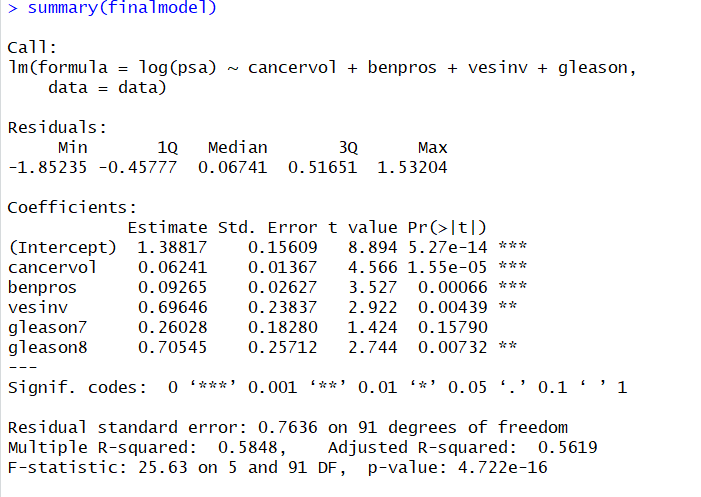 > summary(finalmodel)
Call:
lm(formula = log(psa) ~ cancervol + benpros + vesinv + gleason,
    data = data)
Residuals:
     Min       1Q   Median       3Q      Max
-1.85235 -0.45777  0.06741  0.51651  1.53204
Coefficients:
            Estimate Std. Error t value Pr(>|t|)
(Intercept)  1.38817    0.15609   8.894 5.27e-14 ***
cancervol    0.06241    0.01367   4.566 1.55e-05 ***
benpros      0.09265    0.02627   3.527  0.00066 ***
vesinv       0.69646    0.23837   2.922  0.00439 **
gleason7     0.26028    0.18280   1.424  0.15790
gleason8     0.70545    0.25712   2.744  0.00732 **
---
Signif. codes:  0 ‘***’ 0.001 ‘**’ 0.01 ‘*’ 0.05 ‘.’ 0.1 ‘ ’ 1
Residual standard error: 0.7636 on 91 degrees of freedom
Multiple R-squared:  0.5848,    Adjusted R-squared:  0.5619
F-statistic: 25.63 on 5 and 91 DF,  p-value: 4.722e-16